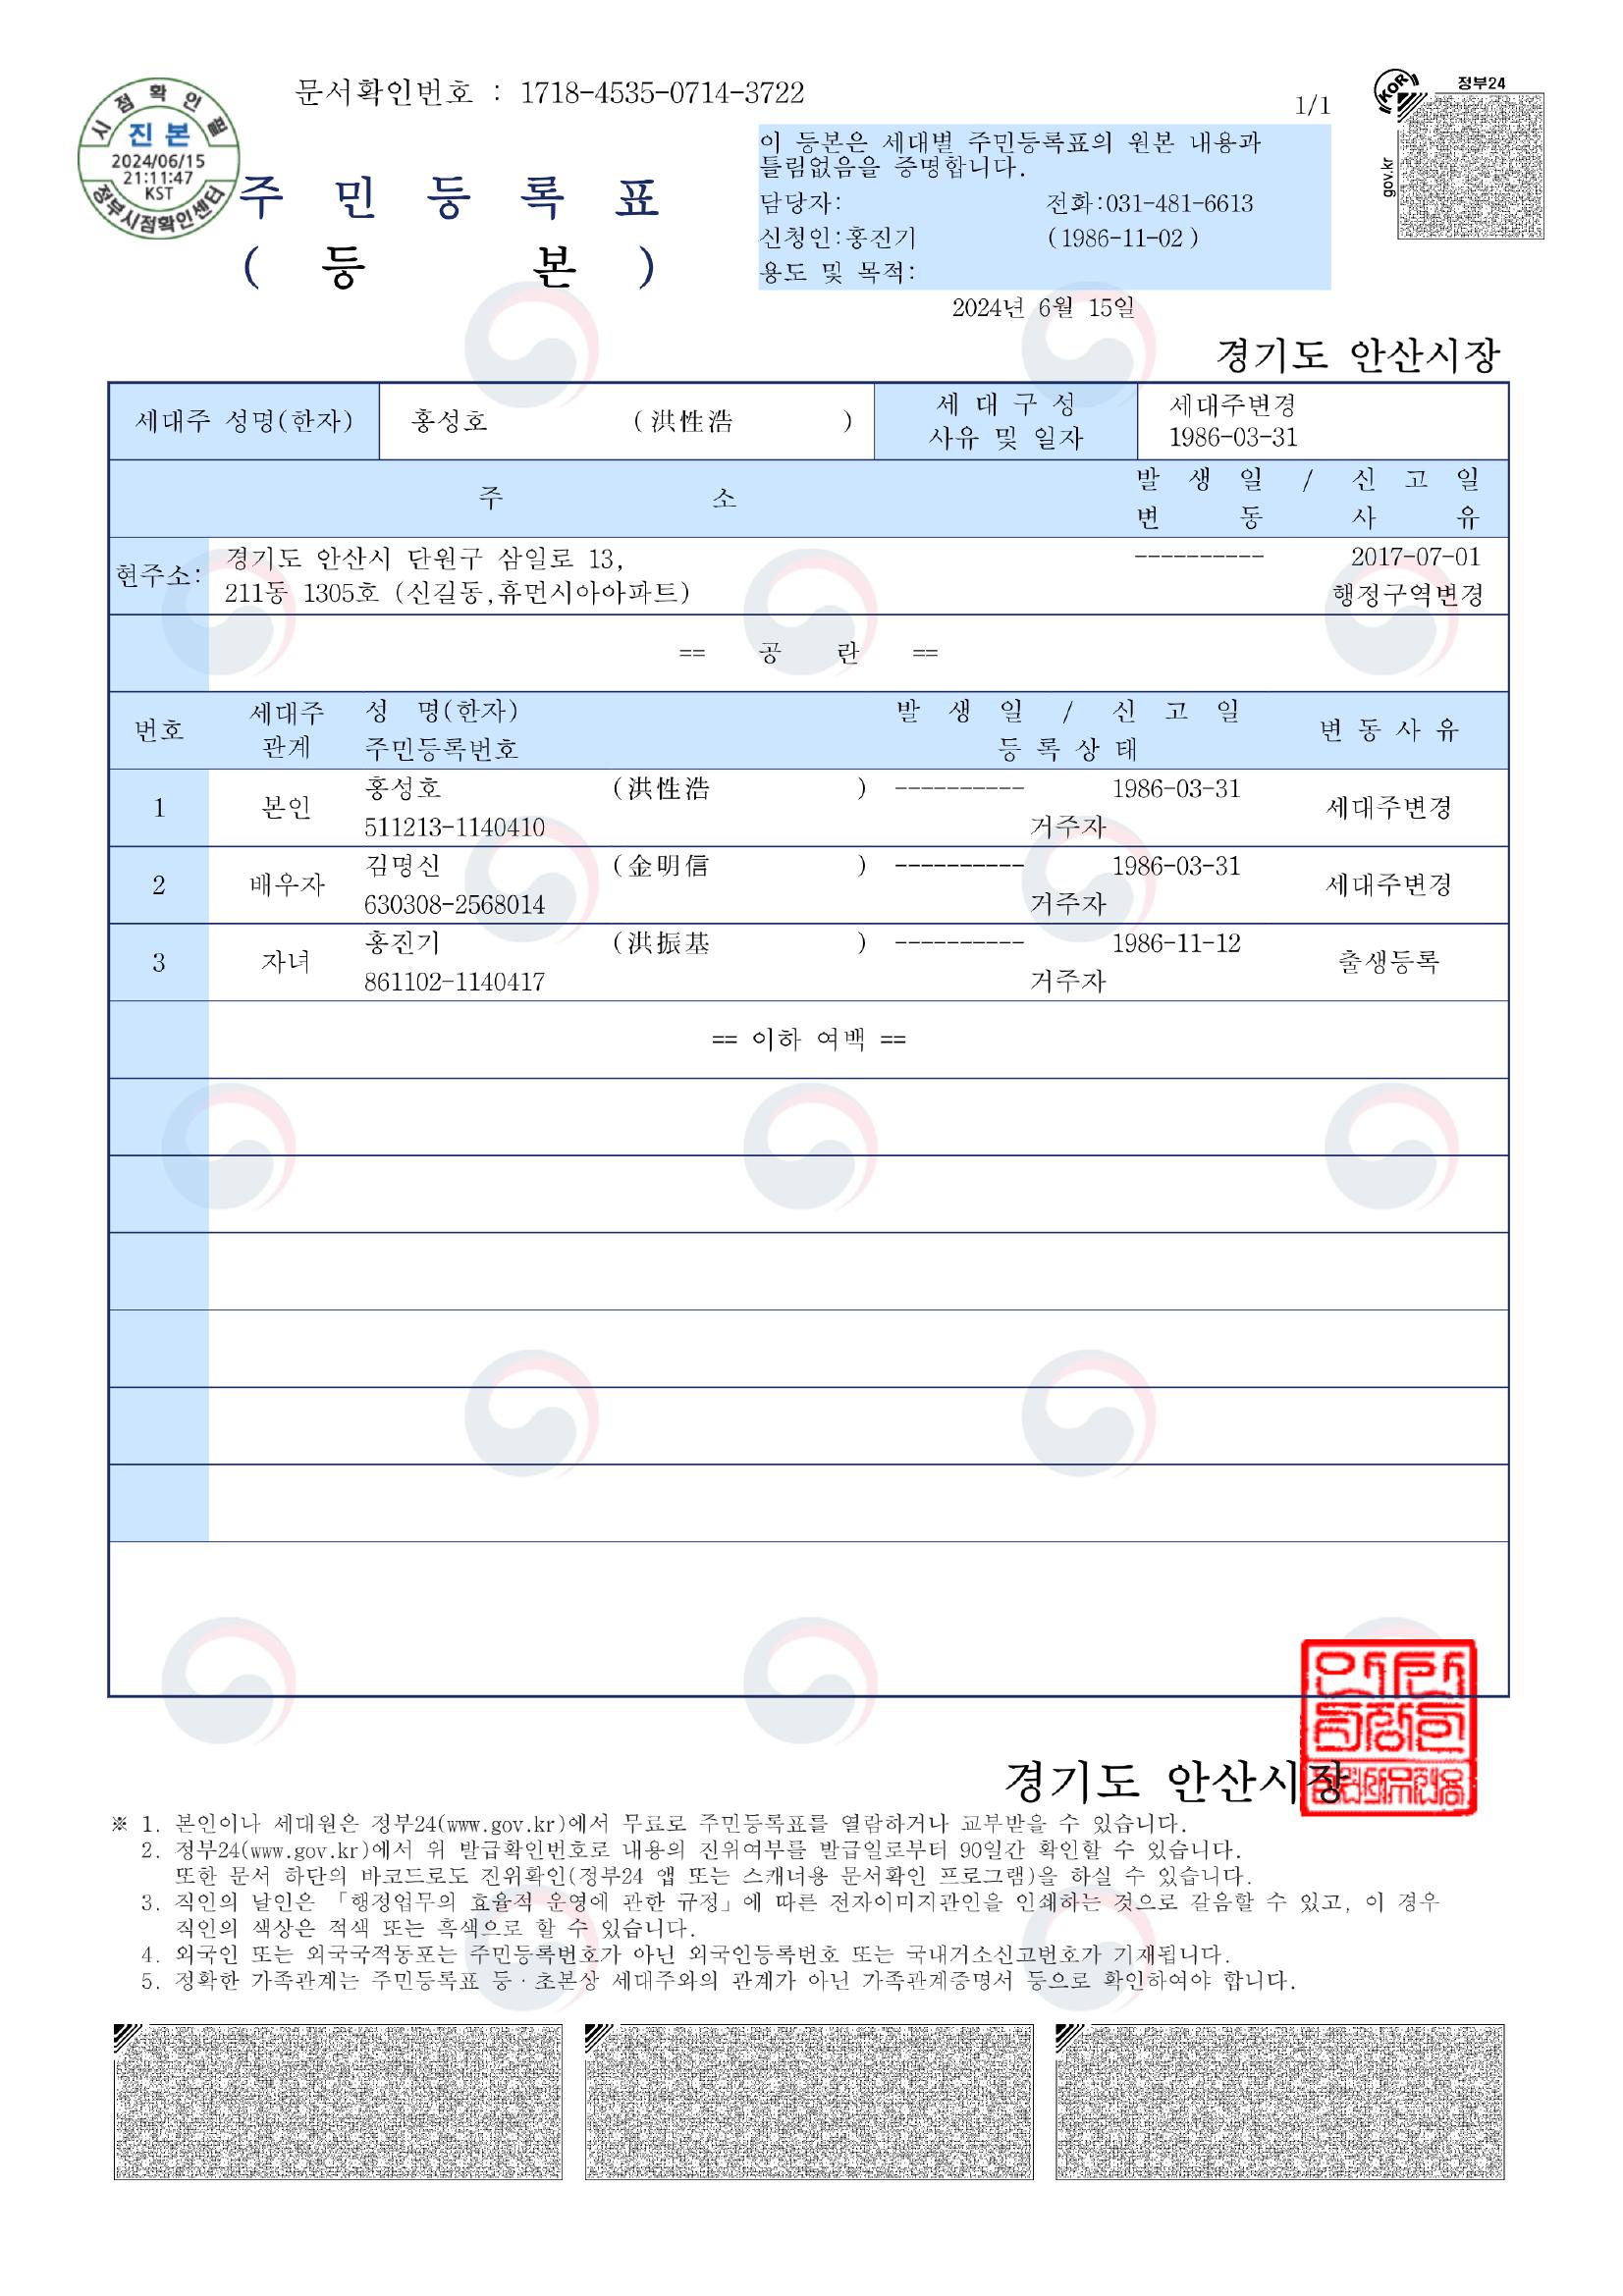 문서확인번호 : 1718-4535-0714-3722
1/1
정부24
KOR
gov.kr
시점확인필
진본
2024/06/15
21:11:47
KST
정부시점확인센터
주 민 등 록 표
( 등 본 )
이 등본은 세대별 주민등록표의 원본 내용과
틀림없음을 증명합니다.
담당자: 전화:031-481-6613
신청인:홍진기 (1986-11-02 )
용도 및 목적:
2024년 6월 15일
경기도 안산시장
세대주 성명(한자) 홍성호 (洪性浩 ) 세 대 구 성 사유 및 일자 세대주변경 1986-03-31
주 소 발 생 일 / 신 고 일
변 동 사 유
현주소: 경기도 안산시 단원구 삼일로 13, ---------- 2017-07-01
211동 1305호 (신길동,휴먼시아아파트) 행정구역변경
== 공 란 ==
번호 세대주 관계 성 명(한자) 주민등록번호 발 생 일 / 신 고 일 등 록 상 태 변 동 사 유
홍성호 (洪性浩 ) ---------- 1986-03-31
1 본인 세대주변경
511213-1140410 거주자
김명신 (金明信 ) ---------- 1986-03-31
2 배우자 세대주변경
630308-2568014 거주자
홍진기 (洪振基 ) ---------- 1986-11-12
3 자녀 출생등록
861102-1140417 거주자
== 이하 여백 ==
경기도 안산시장
※ 1. 본인이나 세대원은 정부24(www.gov.kr)에서 무료로 주민등록표를 열람하거나 교부받을 수 있습니다.
2. 정부24(www.gov.kr)에서 위 발급확인번호로 내용의 진위여부를 발급일로부터 90일간 확인할 수 있습니다.
또한 문서 하단의 바코드로도 진위확인(정부24 앱 또는 스캐너용 문서확인 프로그램)을 하실 수 있습니다.
3. 직인의 날인은 「행정업무의 효율적 운영에 관한 규정」에 따른 전자이미지관인을 인쇄하는 것으로 갈음할 수 있고, 이 경우
직인의 색상은 적색 또는 흑색으로 할 수 있습니다.
4. 외국인 또는 외국국적동포는 주민등록번호가 아닌 외국인등록번호 또는 국내거소신고번호가 기재됩니다.
5. 정확한 가족관계는 주민등록표 등·초본상 세대주와의 관계가 아닌 가족관계증명서 등으로 확인하여야 합니다.